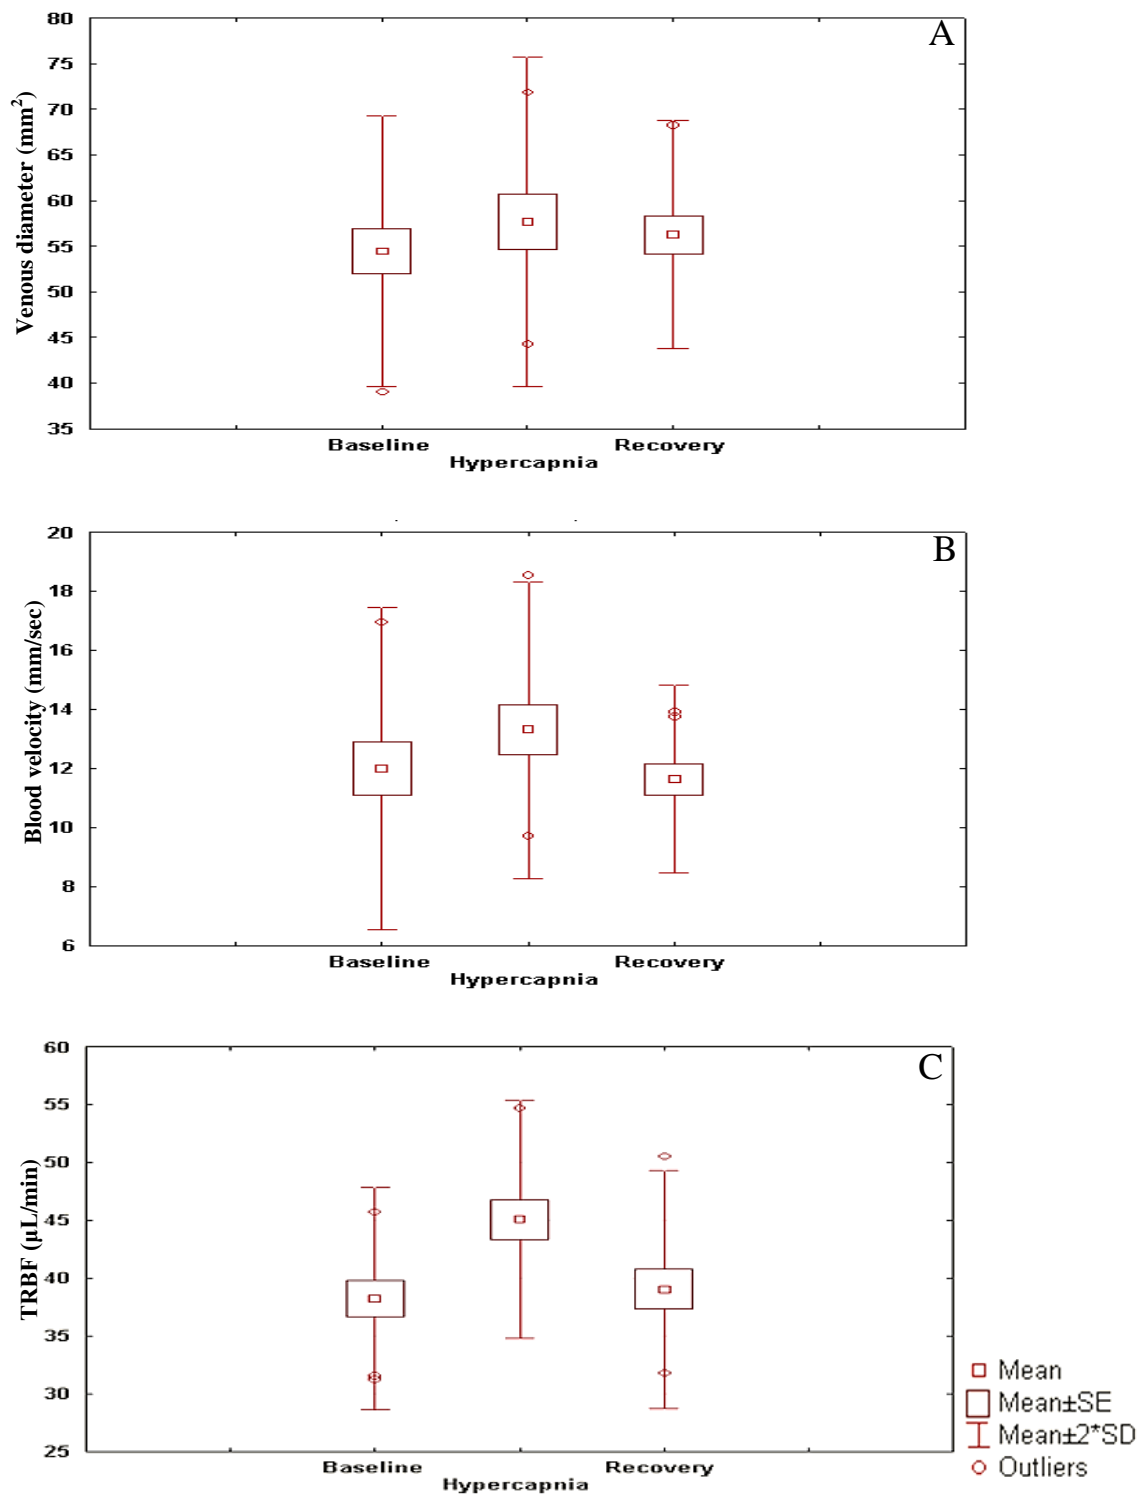 A
Venous diameter (mm²)
80
75
70
65
60
55
50
45
40
35
Baseline
Hypercapnia
Recovery
B
Blood velocity (mm/sec)
20
18
16
14
12
10
8
6
Baseline
Hypercapnia
Recovery
C
TRBF (µL/min)
60
55
50
45
40
35
30
25
Baseline
Hypercapnia
Recovery
Mean
Mean±SE
Mean±2*SD
Outliers